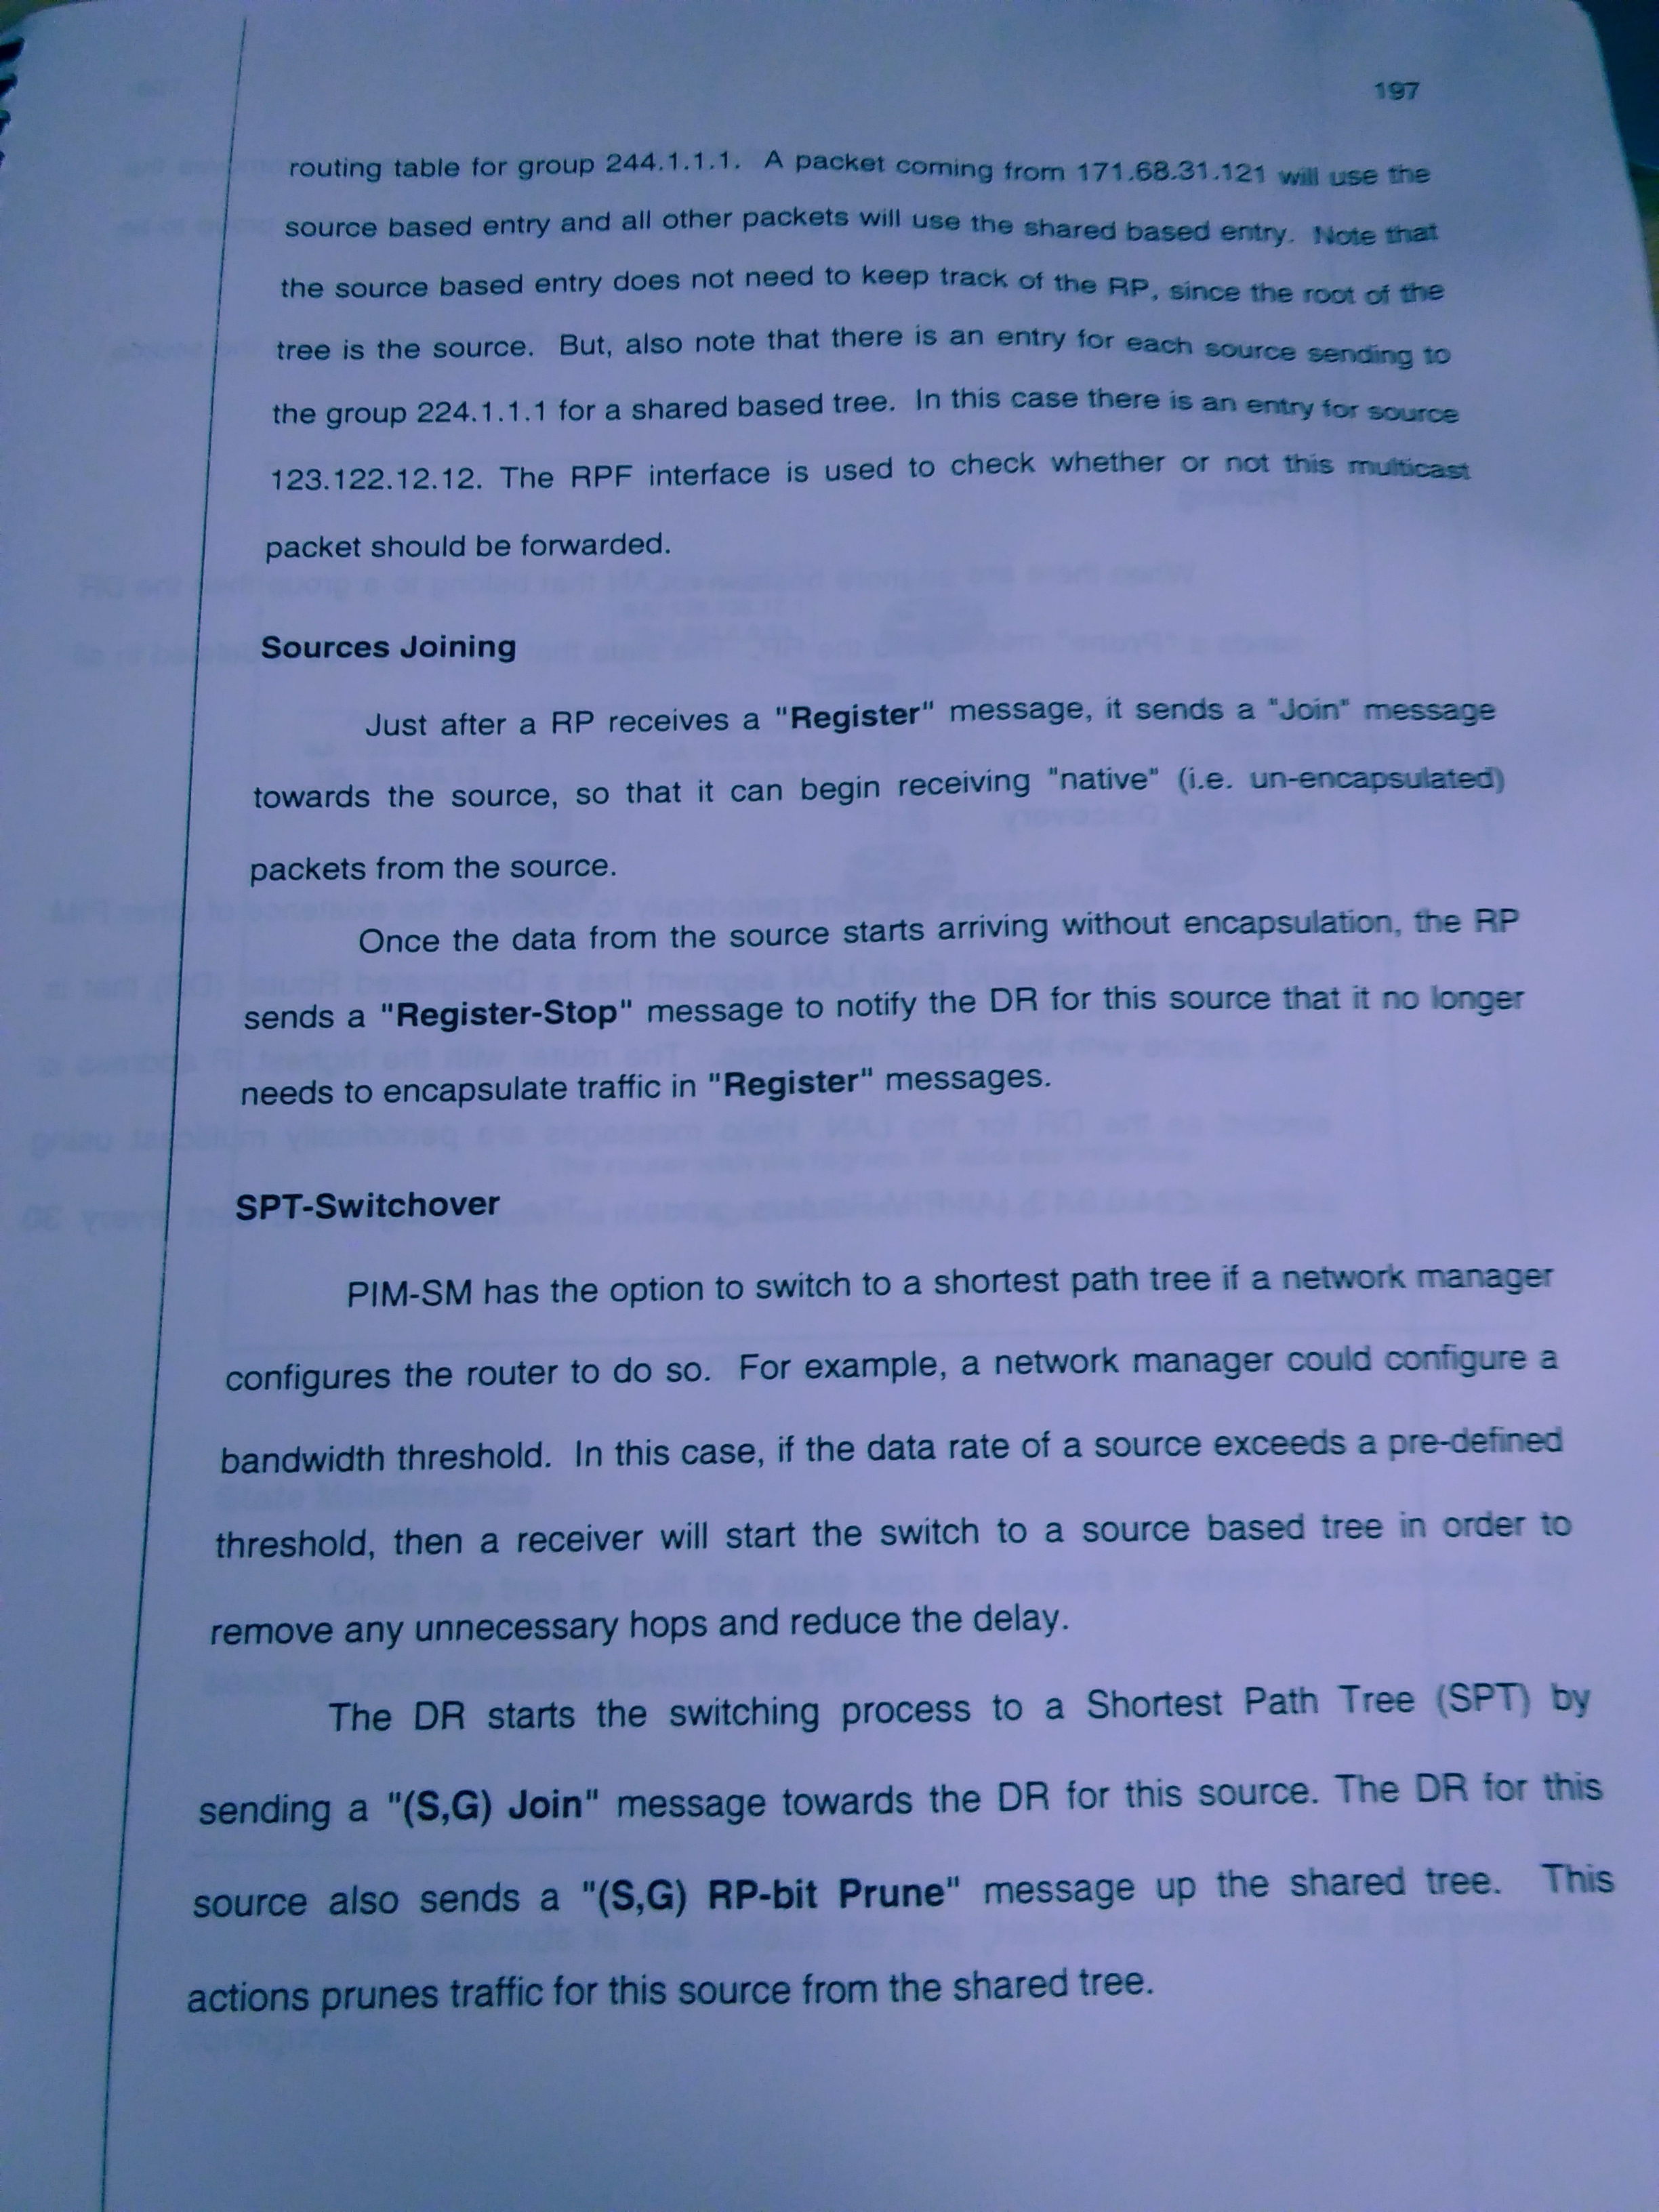 197
routing table for group 244.1.1.1. A packet coming from 171.68.31.121 will use the
source based entry and all other packets will use the shared based entry. Note that
the source based entry does not need to keep track of the RP, since the root of the
tree is the source. But, also note that there is an entry for each source sending to
the group 224.1.1.1 for a shared based tree. In this case there is an entry for source
123.122.12.12. The RPF interface is used to check whether or not this multicast
packet should be forwarded.
Sources Joining
Just after a RP receives a "Register" message, it sends a "Join" message
towards the source, so that it can begin receiving "native" (i.e. un-encapsulated)
packets from the source.
Once the data from the source starts arriving without encapsulation, the RP
sends a "Register-Stop" message to notify the DR for this source that it no longer
needs to encapsulate traffic in "Register" messages.
SPT-Switchover
PIM-SM has the option to switch to a shortest path tree if a network manager
configures the router to do so. For example, a network manager could configure a
bandwidth threshold. In this case, if the data rate of a source exceeds a pre-defined
threshold, then a receiver will start the switch to a source based tree in order to
remove any unnecessary hops and reduce the delay.
The DR starts the switching process to a Shortest Path Tree (SPT) by
sending a "(S,G) Join" message towards the DR for this source. The DR for this
source also sends a "(S,G) RP-bit Prune" message up the shared tree. This
actions prunes traffic for this source from the shared tree.